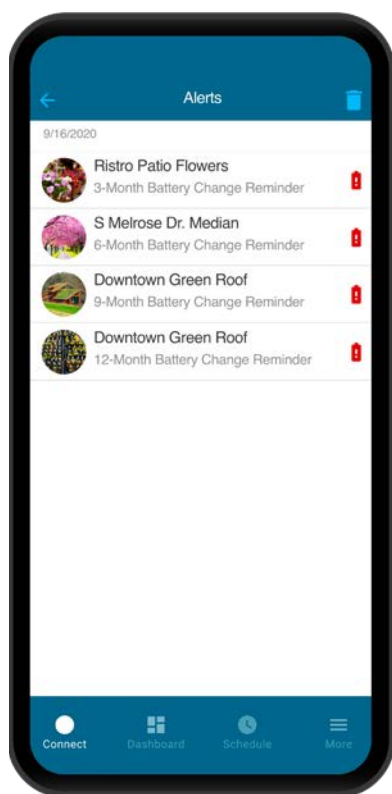 Alerts
9/16/2020
Ristro Patio Flowers
3-Month Battery Change Reminder
S Melrose Dr. Median
6-Month Battery Change Reminder
Downtown Green Roof
9-Month Battery Change Reminder
Downtown Green Roof
12-Month Battery Change Reminder
Connect Dashboard Schedule More